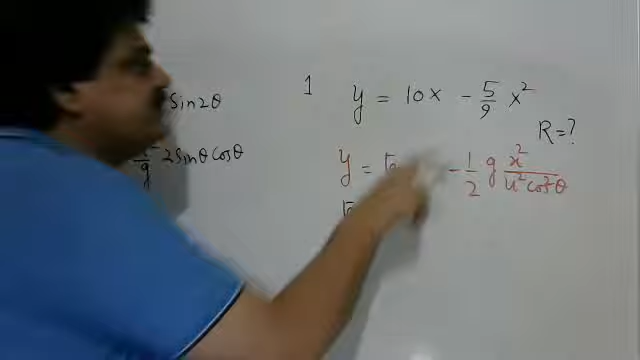 sin2θ
g 2sinθcosθ
1 y = 10x - 5/9 x²
R=?
y = - 1/2 g x²/u²cos²θ